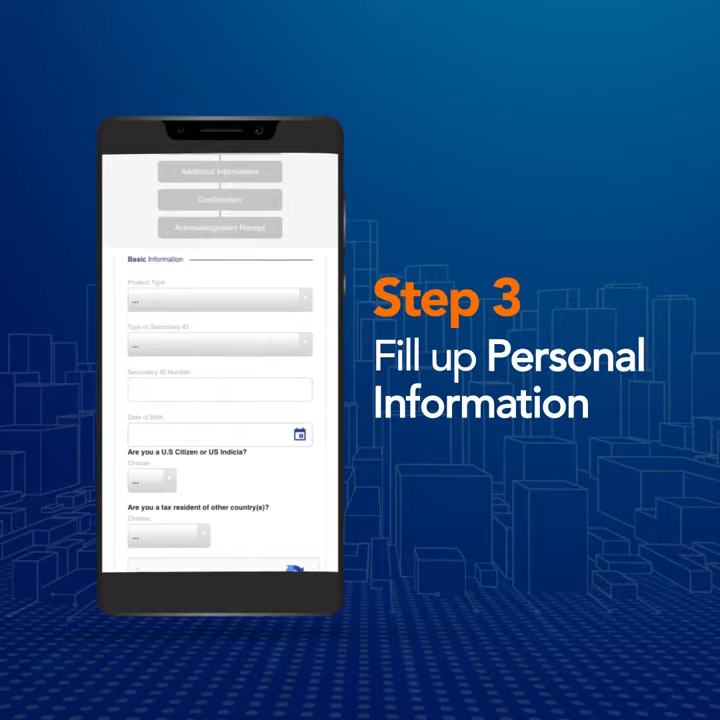 Additional Informations
Confirmation
Acknowledgement Receipt
Basic Information
Product Type
...
Type of Secondary ID
...
Secondary ID Number
Date of Birth:
Are you a U.S Citizen or US Indicia?
Choose:
...
Are you a tax resident of other country(s)?
Choose:
...
Step 3
Fill up Personal
Information